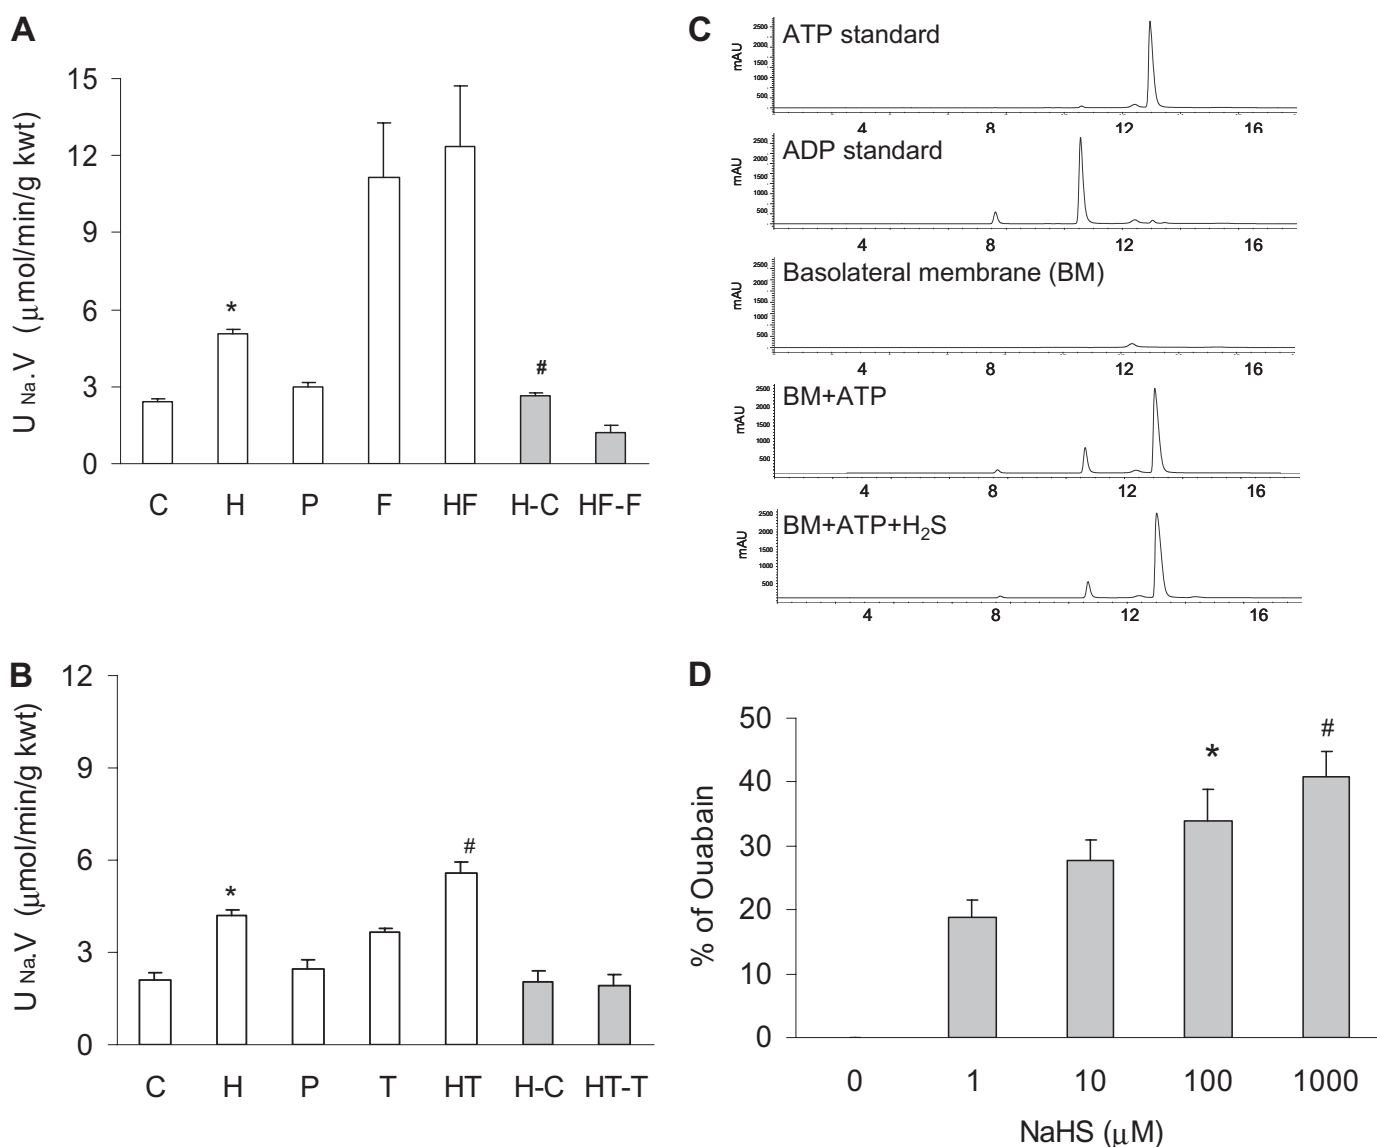 A
U Na.V (μmol/min/g kwt)
15
12
9
6
3
0
*
#
C H P F HF H-C HF-F
B
U Na.V (μmol/min/g kwt)
12
9
6
3
0
*
#
C H P T HT H-C HT-T
C
ATP standard
mAU
2500
2000
1500
1000
500
4 8 12 16
ADP standard
mAU
2500
2000
1500
1000
500
4 8 12 16
Basolateral membrane (BM)
mAU
2500
2000
1500
1000
500
4 8 12 16
BM+ATP
mAU
2500
2000
1500
1000
500
4 8 12 16
BM+ATP+H₂S
mAU
2500
2000
1500
1000
500
4 8 12 16
D
% of Ouabain
50
40
30
20
10
0
*
#
0 1 10 100 1000
NaHS (μM)